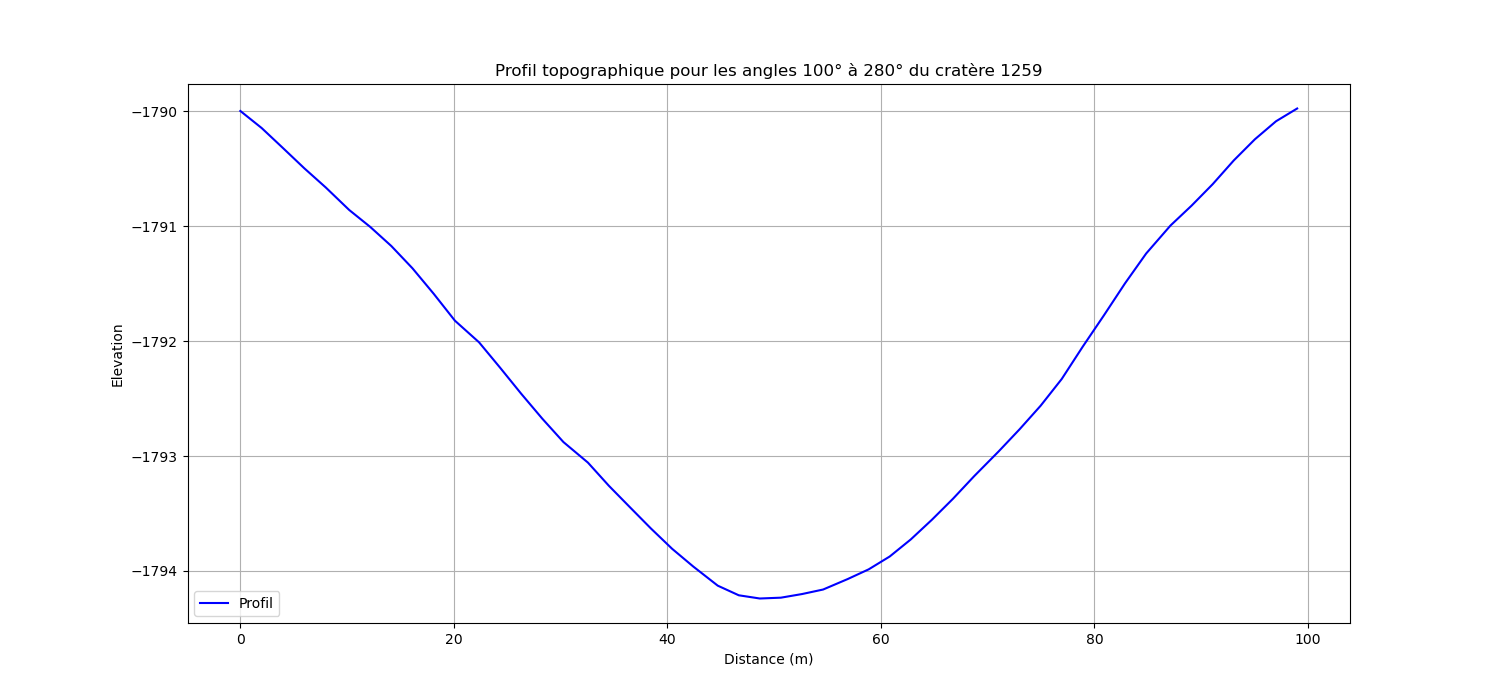 Profil topographique pour les angles 100° à 280° du cratère 1259
−1790
−1791
−1792
−1793
−1794
Elevation
Profil
0
20
40
60
80
100
Distance (m)